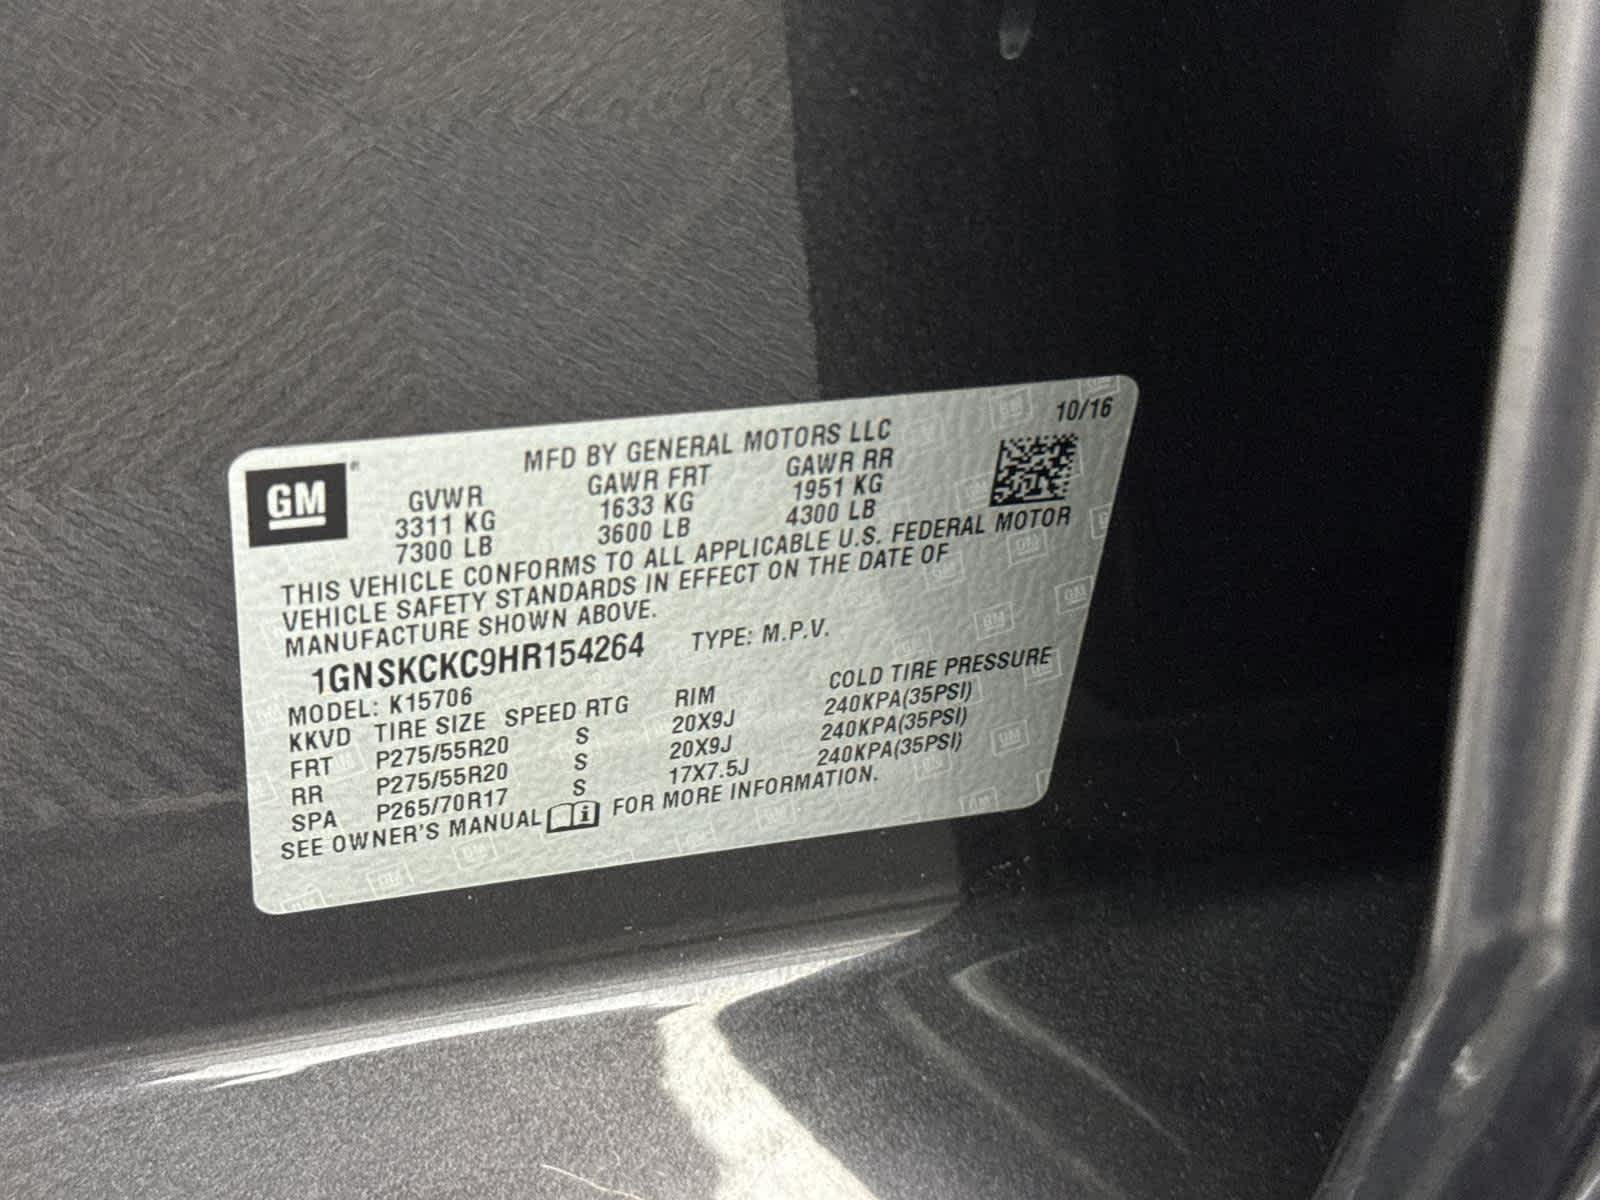 10/16
MFD BY GENERAL MOTORS LLC
GM®
GVWR GAWR FRT GAWR RR
3311 KG 1633 KG 1951 KG
7300 LB 3600 LB 4300 LB
THIS VEHICLE CONFORMS TO ALL APPLICABLE U.S. FEDERAL MOTOR
VEHICLE SAFETY STANDARDS IN EFFECT ON THE DATE OF
MANUFACTURE SHOWN ABOVE.
1GNSKCKC9HR154264 TYPE: M.P.V.
MODEL: K15706
KKVD TIRE SIZE SPEED RTG RIM COLD TIRE PRESSURE
FRT P275/55R20 S 20X9J 240KPA(35PSI)
RR P275/55R20 S 20X9J 240KPA(35PSI)
SPA P265/70R17 S 17X7.5J 240KPA(35PSI)
SEE OWNER'S MANUAL i FOR MORE INFORMATION.